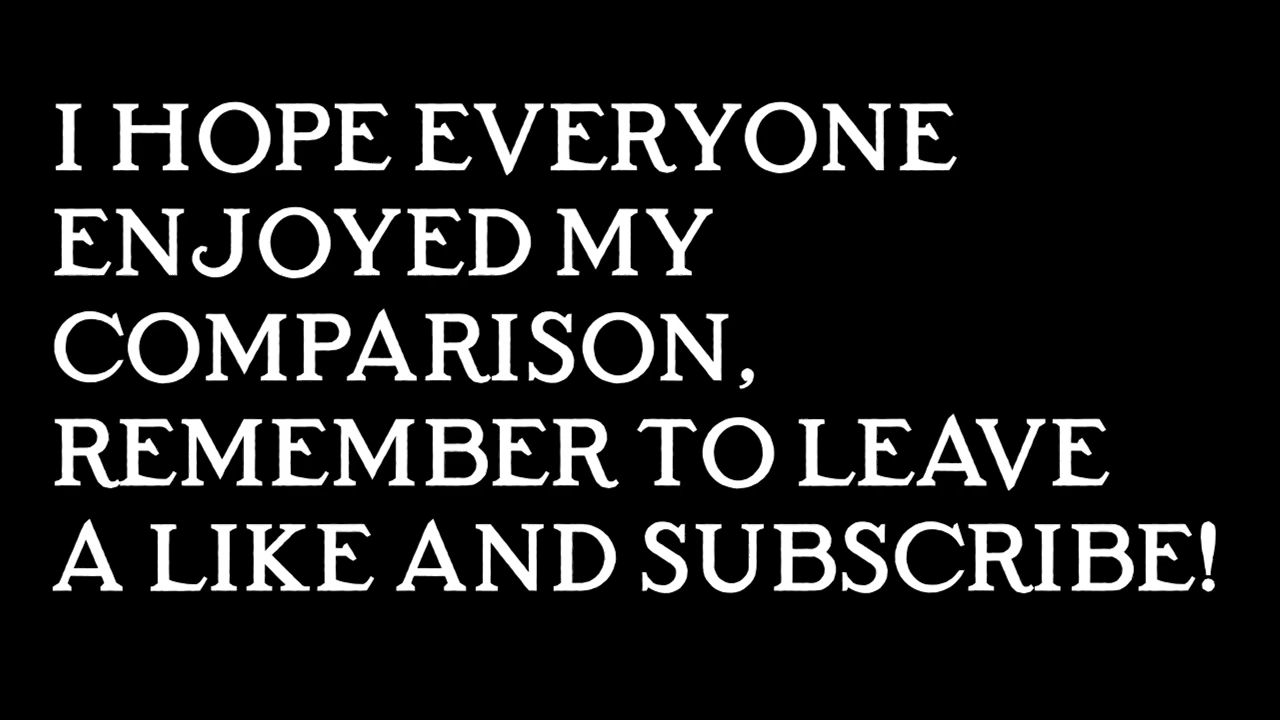 I HOPE EVERYONE
ENJOYED MY
COMPARISON,
REMEMBER TO LEAVE
A LIKE AND SUBSCRIBE!